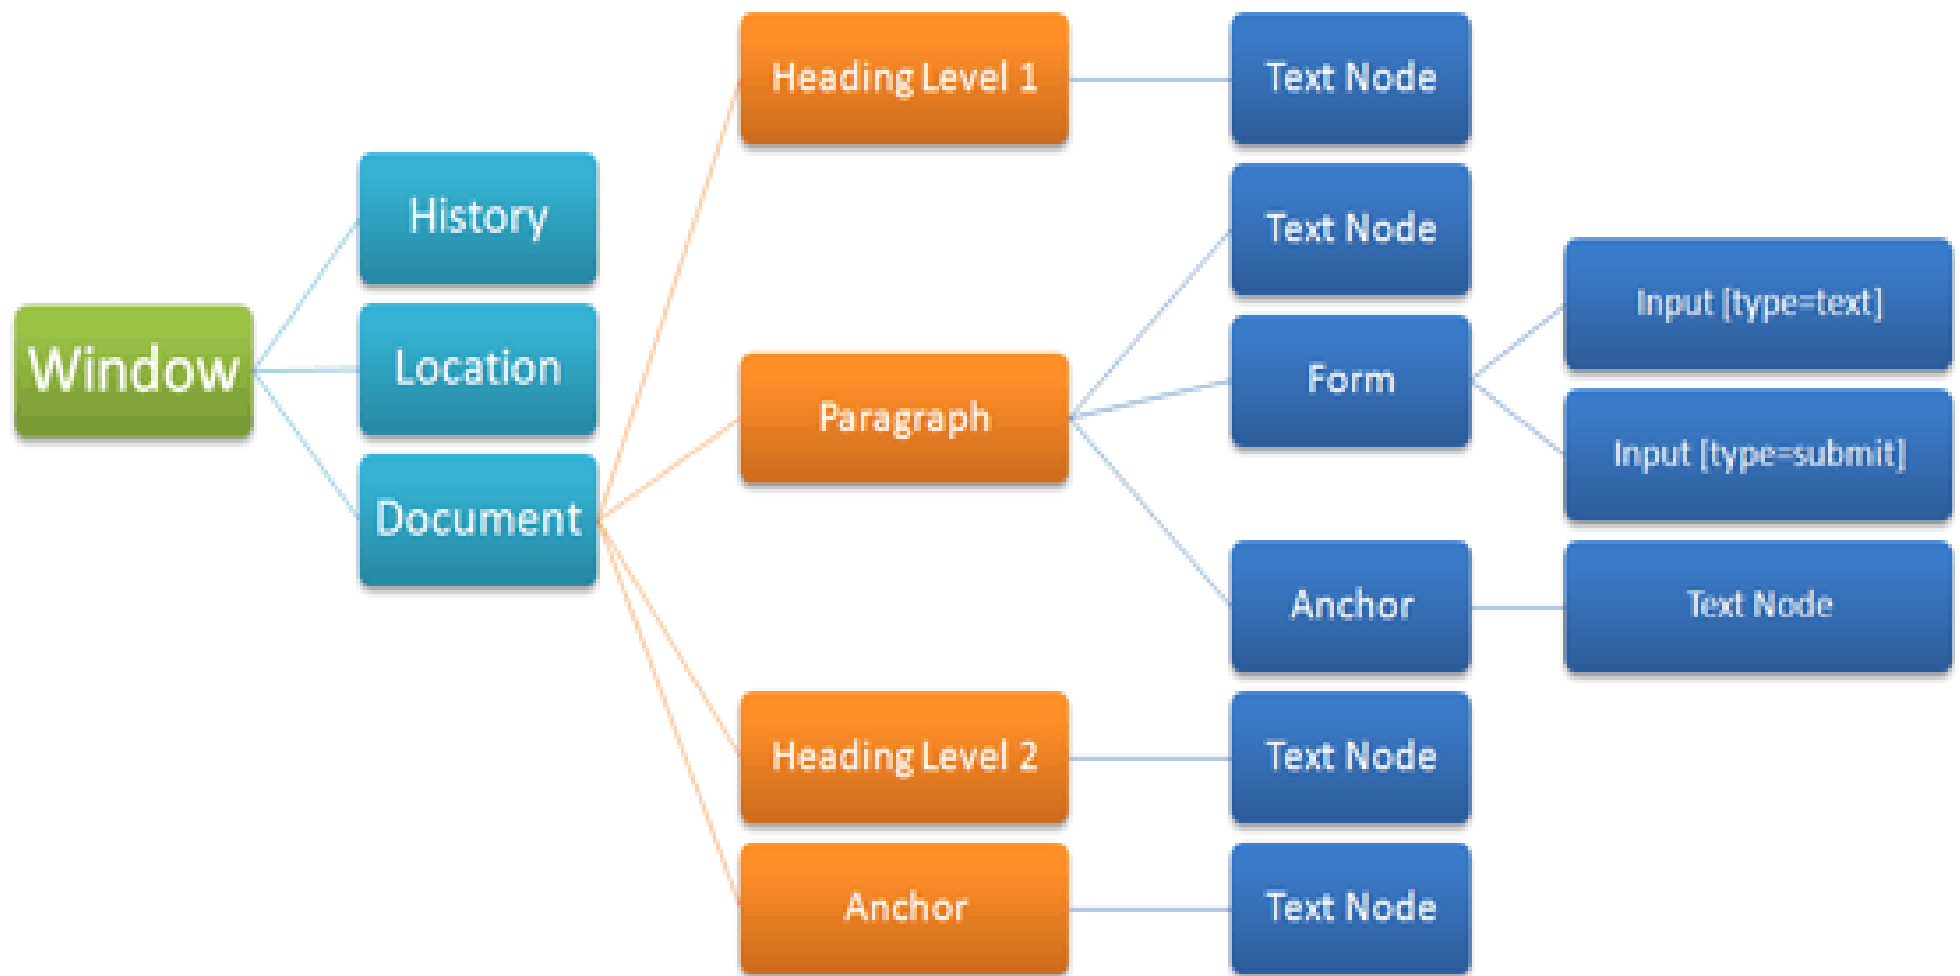 Window
History
Location
Document
Heading Level 1
Paragraph
Heading Level 2
Anchor
Text Node
Text Node
Form
Anchor
Text Node
Text Node
Input [type=text]
Input [type=submit]
Text Node